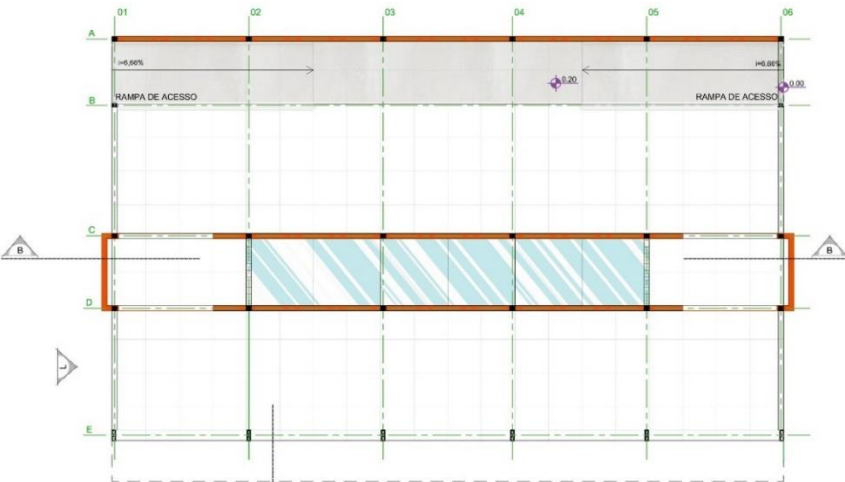 01 02 03 04 05 06
A
i=6,66% i=6,66%
0.20 0.00
RAMPA DE ACESSO RAMPA DE ACESSO
B
C
B B
D
L
E